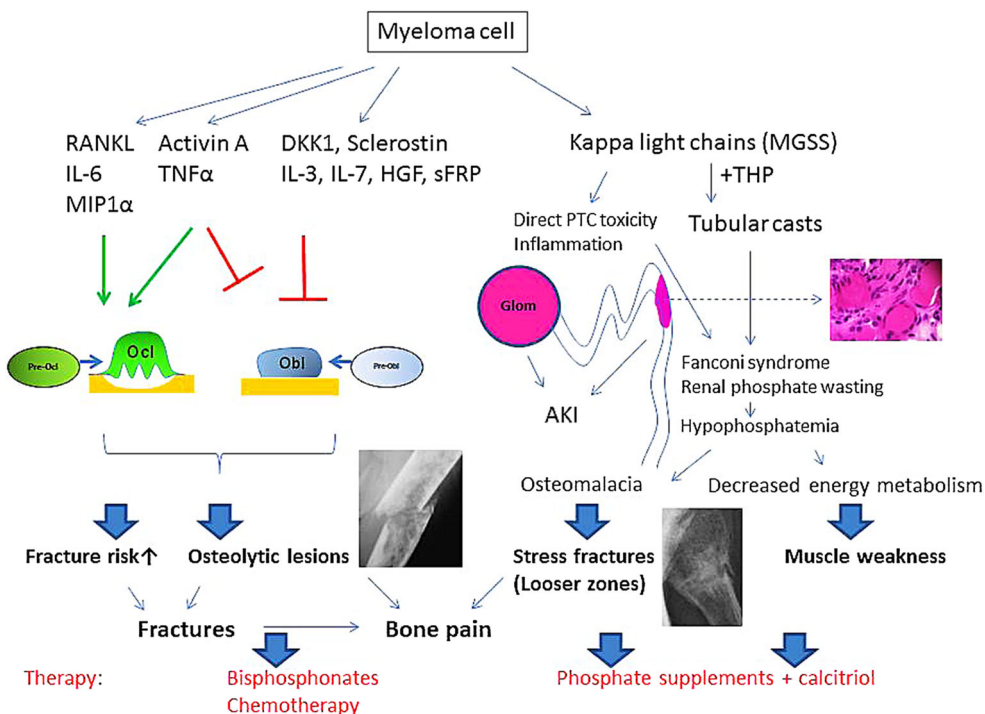 Myeloma cell
RANKL
IL-6
MIP1α
Activin A
TNFα
DKK1, Sclerostin
IL-3, IL-7, HGF, sFRP
Kappa light chains (MGSS)
+THP
Direct PTC toxicity
Inflammation
Tubular casts
Glom
Pre-Ocl
Ocl
Obl
Pre-Obl
AKI
Fanconi syndrome
Renal phosphate wasting
Hypophosphatemia
Osteomalacia
Decreased energy metabolism
Fracture risk↑
Osteolytic lesions
Stress fractures
(Looser zones)
Muscle weakness
Fractures
Bone pain
Therapy:
Bisphosphonates
Chemotherapy
Phosphate supplements + calcitriol